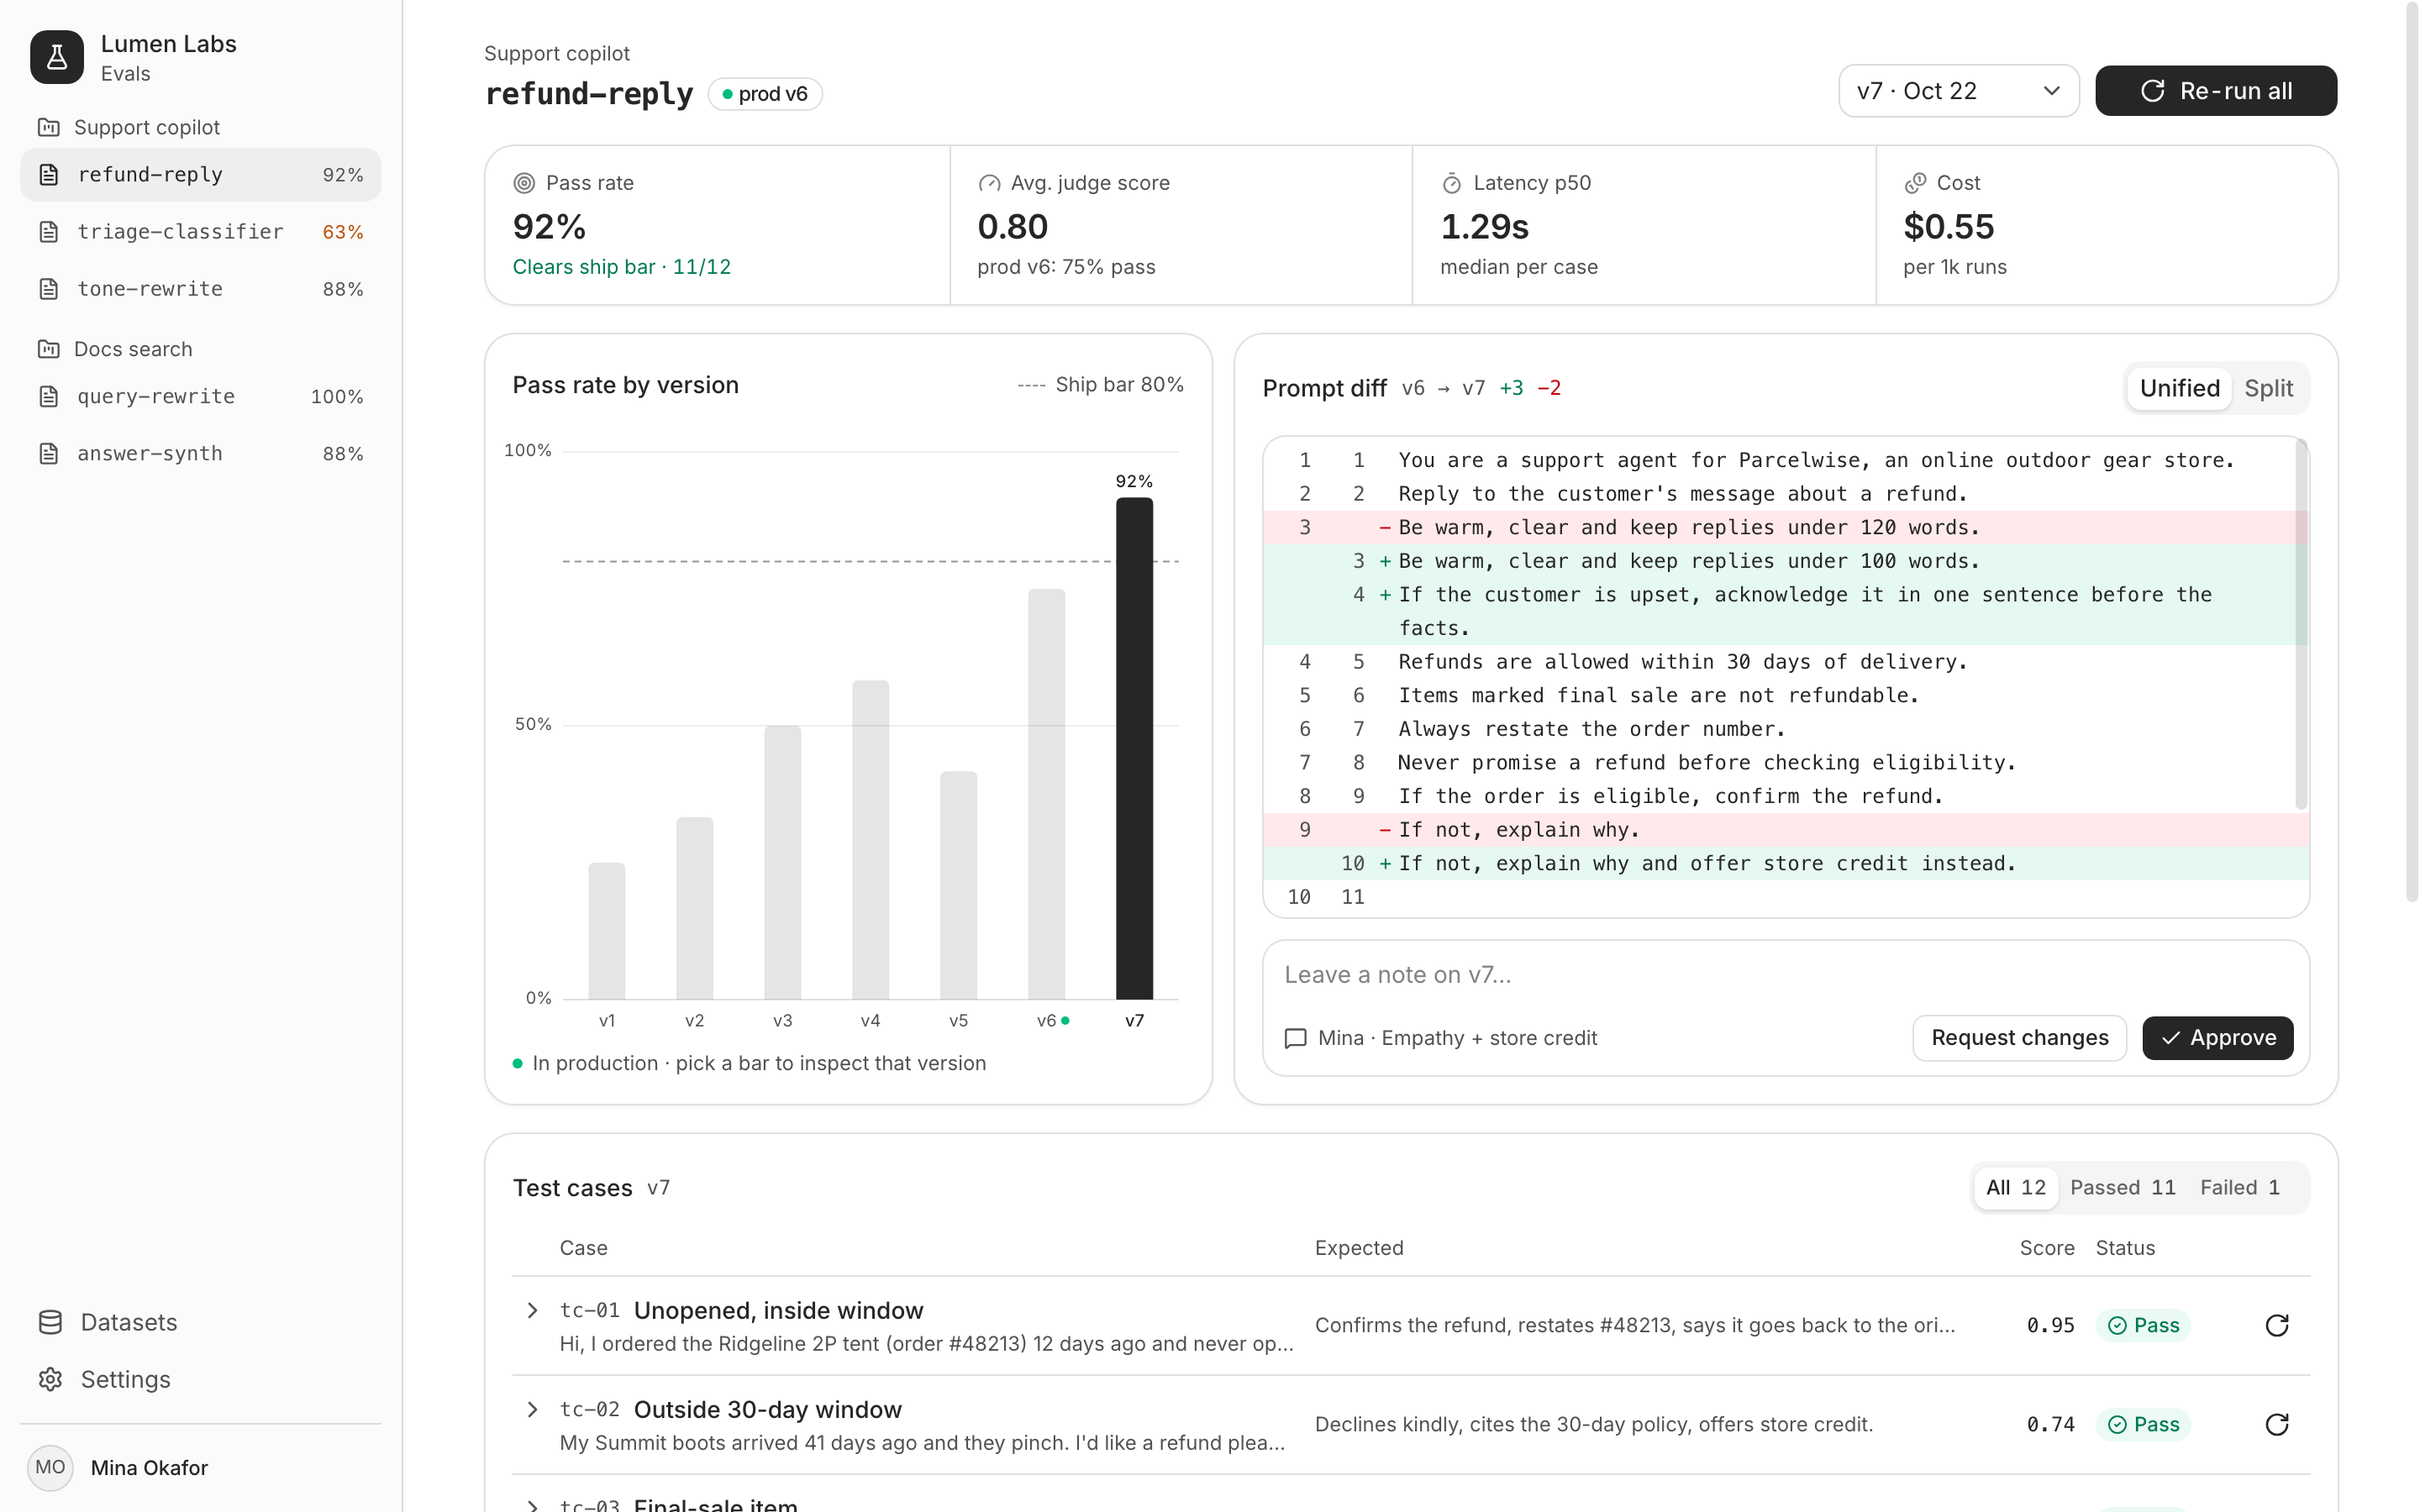 Lumen Labs
Evals
Support copilot
refund-reply 92%
triage-classifier 63%
tone-rewrite 88%
Docs search
query-rewrite 100%
answer-synth 88%
Datasets
Settings
MO Mina Okafor
Support copilot
refund-reply prod v6
v7 · Oct 22
Re-run all
Pass rate
92%
Clears ship bar · 11/12
Avg. judge score
0.80
prod v6: 75% pass
Latency p50
1.29s
median per case
Cost
$0.55
per 1k runs
Pass rate by version
Ship bar 80%
100%
92%
50%
0%
v1 v2 v3 v4 v5 v6 v7
In production · pick a bar to inspect that version
Prompt diff v6 → v7 +3 −2
Unified Split
1 1 You are a support agent for Parcelwise, an online outdoor gear store.
2 2 Reply to the customer's message about a refund.
3 − Be warm, clear and keep replies under 120 words.
3 + Be warm, clear and keep replies under 100 words.
4 + If the customer is upset, acknowledge it in one sentence before the
facts.
4 5 Refunds are allowed within 30 days of delivery.
5 6 Items marked final sale are not refundable.
6 7 Always restate the order number.
7 8 Never promise a refund before checking eligibility.
8 9 If the order is eligible, confirm the refund.
9 − If not, explain why.
10 + If not, explain why and offer store credit instead.
10 11
Leave a note on v7...
Mina · Empathy + store credit
Request changes
Approve
Test cases v7
All 12 Passed 11 Failed 1
Case Expected Score Status
tc-01 Unopened, inside window
Hi, I ordered the Ridgeline 2P tent (order #48213) 12 days ago and never op...
Confirms the refund, restates #48213, says it goes back to the ori...
0.95 Pass
tc-02 Outside 30-day window
My Summit boots arrived 41 days ago and they pinch. I'd like a refund plea...
Declines kindly, cites the 30-day policy, offers store credit.
0.74 Pass
tc-03 Final-sale item